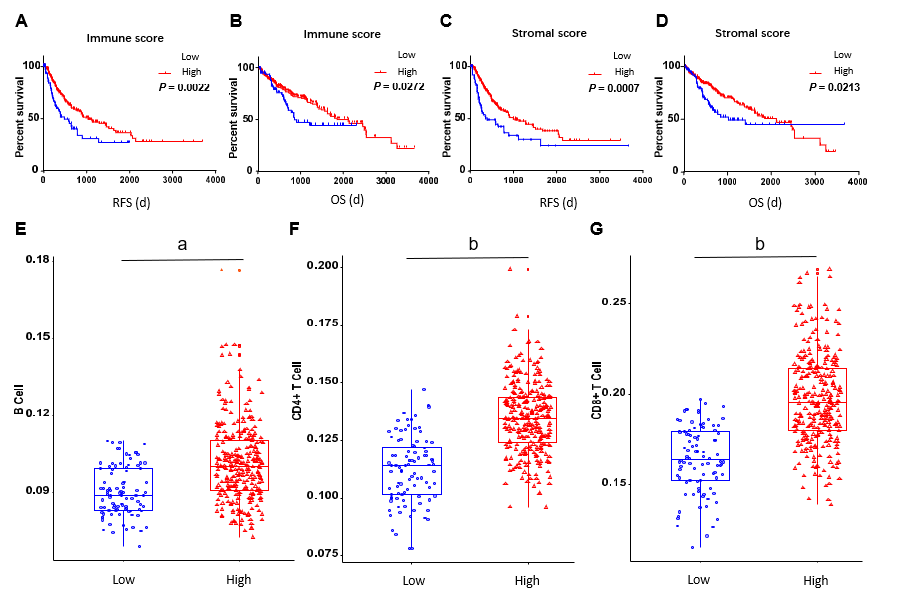 A
B
C
D
Immune score
Immune score
Stromal score
Stromal score
Low
High
P = 0.0022
Low
High
P = 0.0272
Low
High
P = 0.0007
Low
High
P = 0.0213
Percent survival
100
50
0
0 1000 2000 3000 4000
RFS (d)
Percent survival
100
50
0
0 1000 2000 3000 4000
OS (d)
Percent survival
100
50
0
0 1000 2000 3000 4000
RFS (d)
Percent survival
100
50
0
0 1000 2000 3000 4000
OS (d)
E
a
B Cell
0.18
0.15
0.12
0.09
Low High
F
b
CD4+ T Cell
0.200
0.175
0.150
0.125
0.100
0.075
Low High
G
b
CD8+ T Cell
0.25
0.20
0.15
Low High